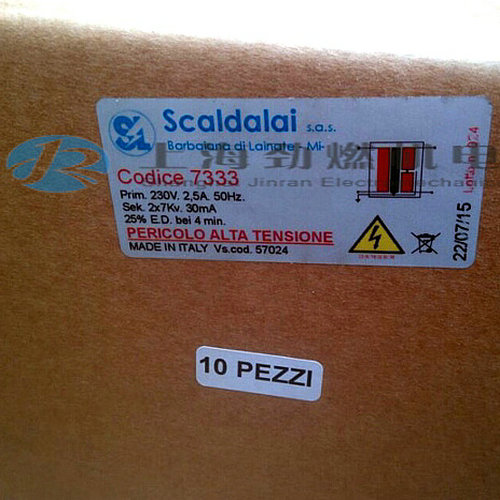 Scaldalai s.a.s.
Barbaiana di Lainate - Mi-
Codice 7333
Prim. 230V. 2,5A. 50Hz.
Sek. 2x7Kv. 30mA
25% E.D. bei 4 min.
PERICOLO ALTA TENSIONE
MADE IN ITALY Vs.cod. 57024
22/07/15
10 PEZZI
上海劲燃机电
Shanghai Jinran